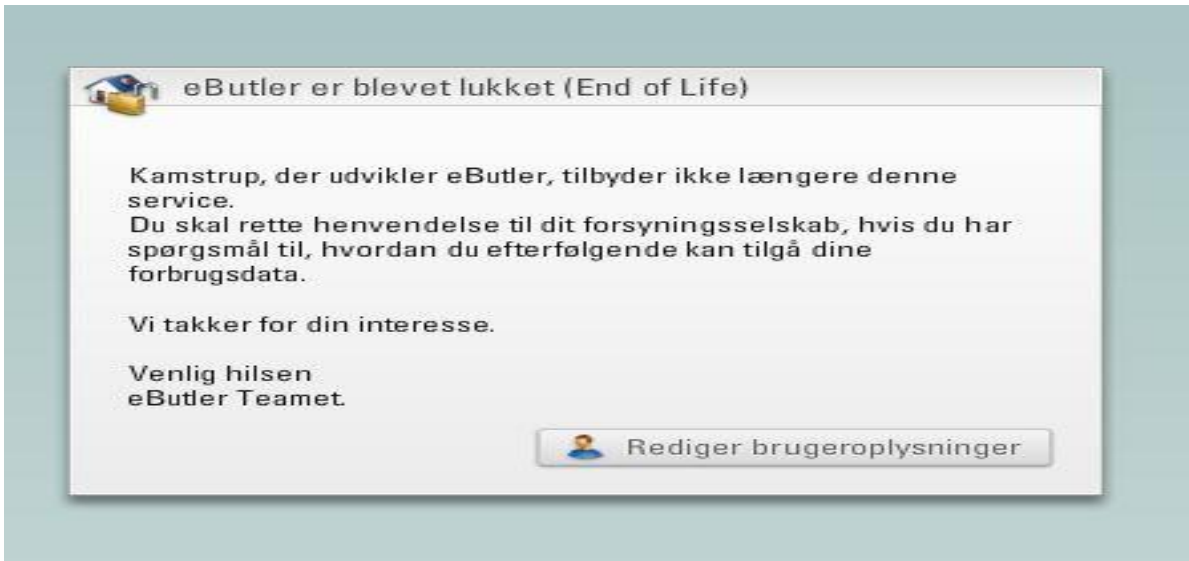 eButler er blevet lukket (End of Life)
Kamstrup, der udvikler eButler, tilbyder ikke længere denne
service.
Du skal rette henvendelse til dit forsyningsselskab, hvis du har
spørgsmål til, hvordan du efterfølgende kan tilgå dine
forbrugsdata.
Vi takker for din interesse.
Venlig hilsen
eButler Teamet.
Rediger brugeroplysninger